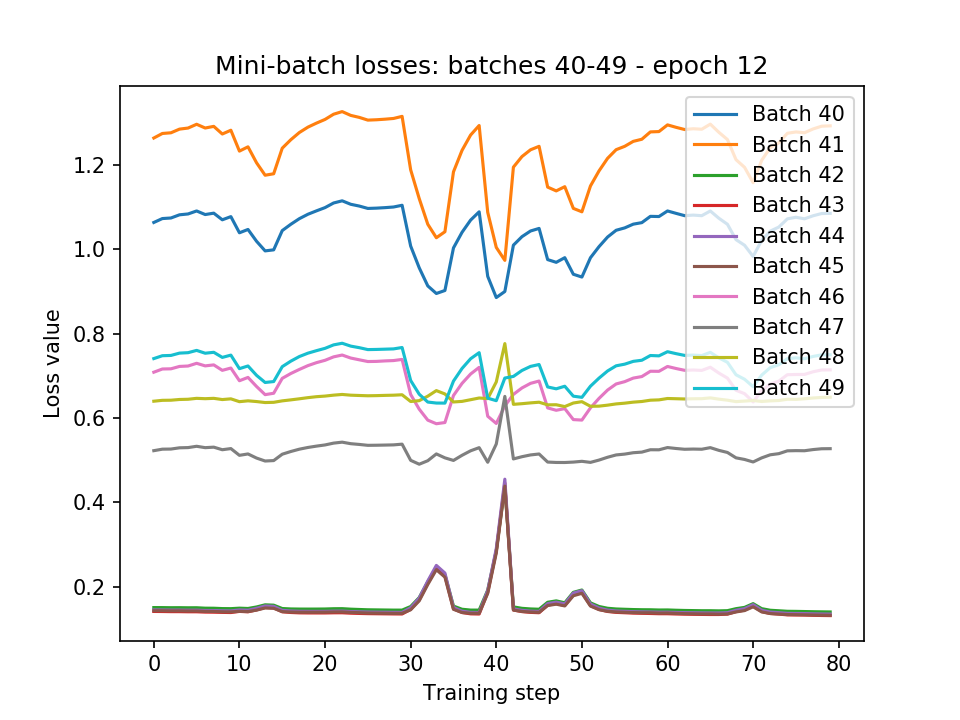 Mini-batch losses: batches 40-49 - epoch 12
Loss value
1.2
1.0
0.8
0.6
0.4
0.2
Batch 40
Batch 41
Batch 42
Batch 43
Batch 44
Batch 45
Batch 46
Batch 47
Batch 48
Batch 49
0 10 20 30 40 50 60 70 80
Training step